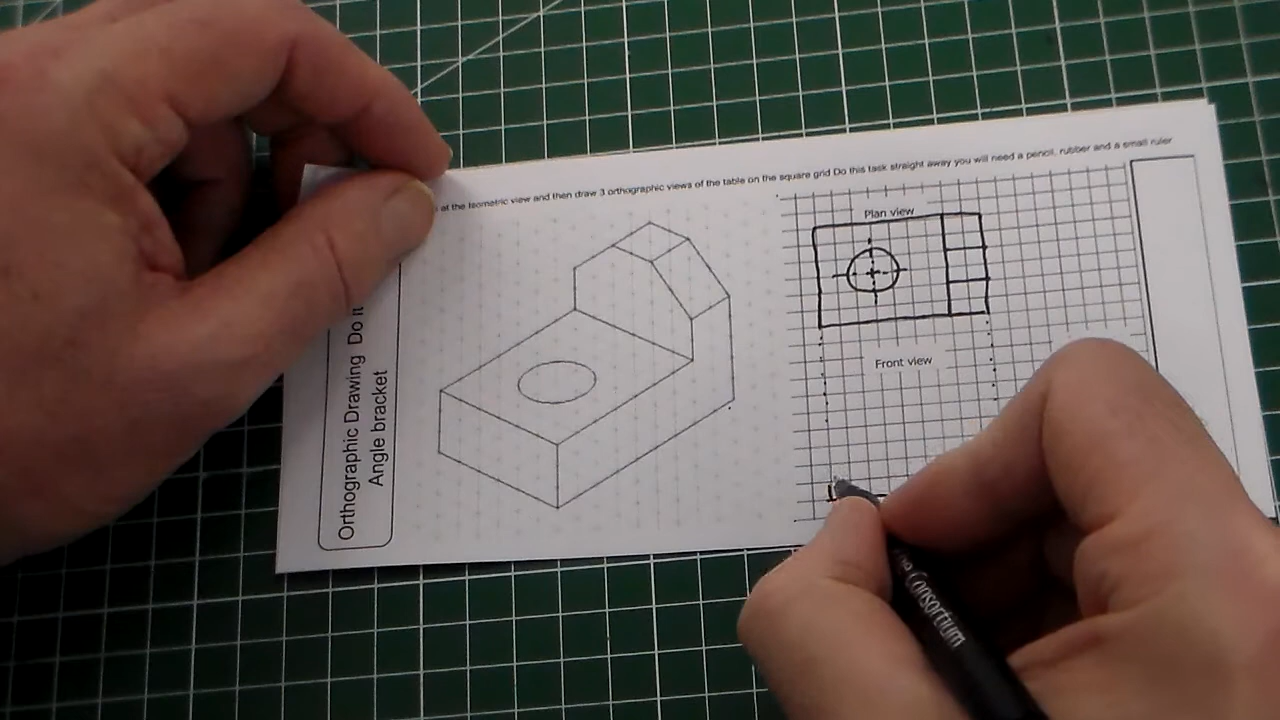 at the Isometric view and then draw 3 orthographic views of the table on the square grid Do this task straight away you will need a pencil, rubber and a small ruler
Orthographic Drawing Do it
Angle bracket
Plan view
Front view
Consortium